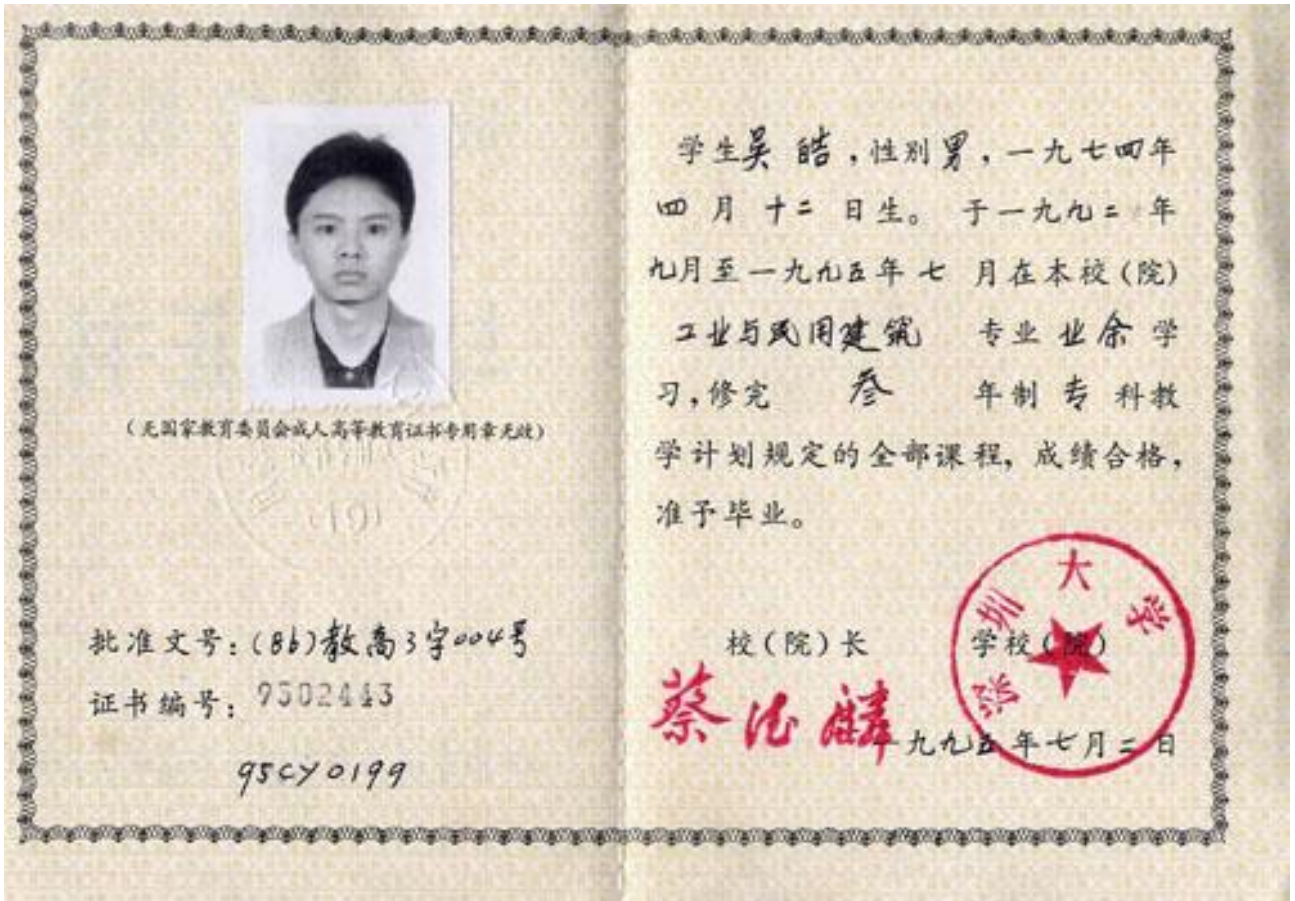 (无国家教育委员会成人高等教育证书专用章无效)
批准文号:(86)教高3字004号
证书编号:9502443
95CY0199
学生吴 皓,性别男,一九七四年
四月十二日生。于一九九二年
九月至一九九五年七 月在本校(院)
工业与民用建筑 专业业余学
习,修完 叁 年制专科教
学计划规定的全部课程,成绩合格,
准予毕业。
校(院)长 学校(院)
深圳大学
蔡德麟
一九九五年七月二日